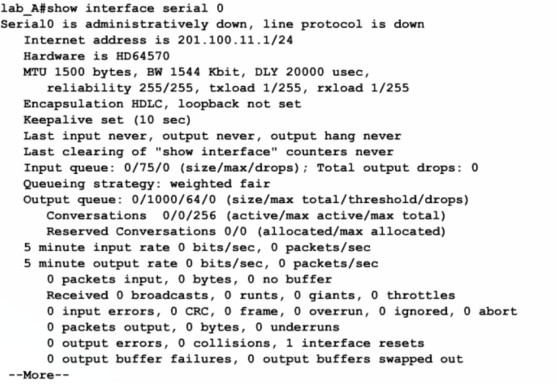 lab_A#show interface serial 0
Serial0 is administratively down, line protocol is down
Internet address is 201.100.11.1/24
Hardware is HD64570
MTU 1500 bytes, BW 1544 Kbit, DLY 20000 usec,
reliability 255/255, txload 1/255, rxload 1/255
Encapsulation HDLC, loopback not set
Keepalive set (10 sec)
Last input never, output never, output hang never
Last clearing of "show interface" counters never
Input queue: 0/75/0 (size/max/drops); Total output drops: 0
Queueing strategy: weighted fair
Output queue: 0/1000/64/0 (size/max total/threshold/drops)
Conversations 0/0/256 (active/max active/max total)
Reserved Conversations 0/0 (allocated/max allocated)
5 minute input rate 0 bits/sec, 0 packets/sec
5 minute output rate 0 bits/sec, 0 packets/sec
0 packets input, 0 bytes, 0 no buffer
Received 0 broadcasts, 0 runts, 0 giants, 0 throttles
0 input errors, 0 CRC, 0 frame, 0 overrun, 0 ignored, 0 abort
0 packets output, 0 bytes, 0 underruns
0 output errors, 0 collisions, 1 interface resets
0 output buffer failures, 0 output buffers swapped out
--More--